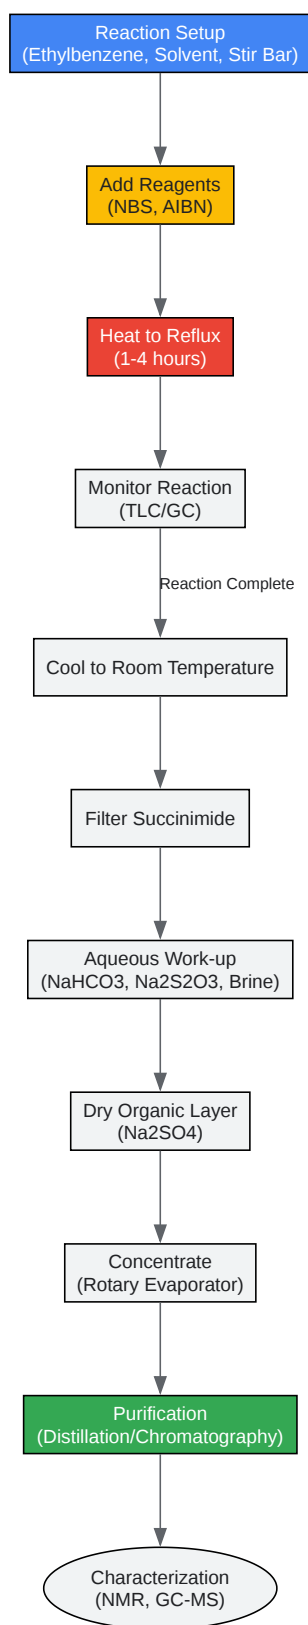 Reaction Setup
(Ethylbenzene, Solvent, Stir Bar)
Add Reagents
(NBS, AIBN)
Heat to Reflux
(1-4 hours)
Monitor Reaction
(TLC/GC)
Reaction Complete
Cool to Room Temperature
Filter Succinimide
Aqueous Work-up
(NaHCO3, Na2S2O3, Brine)
Dry Organic Layer
(Na2SO4)
Concentrate
(Rotary Evaporator)
Purification
(Distillation/Chromatography)
Characterization
(NMR, GC-MS)